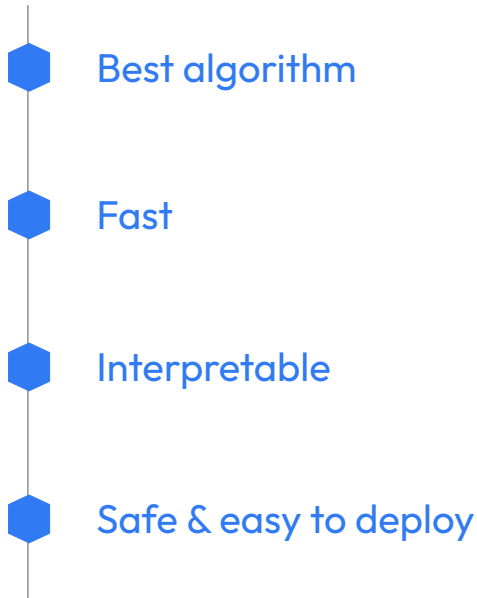 Best algorithm
Fast
Interpretable
Safe & easy to deploy